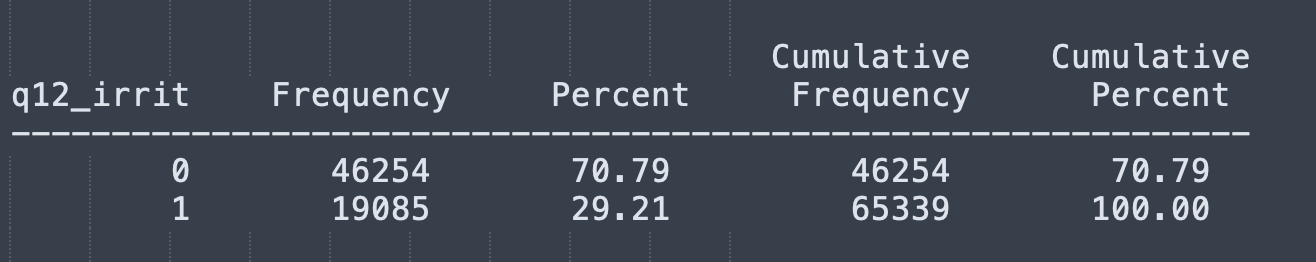 Cumulative Cumulative
q12_irrit Frequency Percent Frequency Percent
--------------------------------------------------------------
0 46254 70.79 46254 70.79
1 19085 29.21 65339 100.00